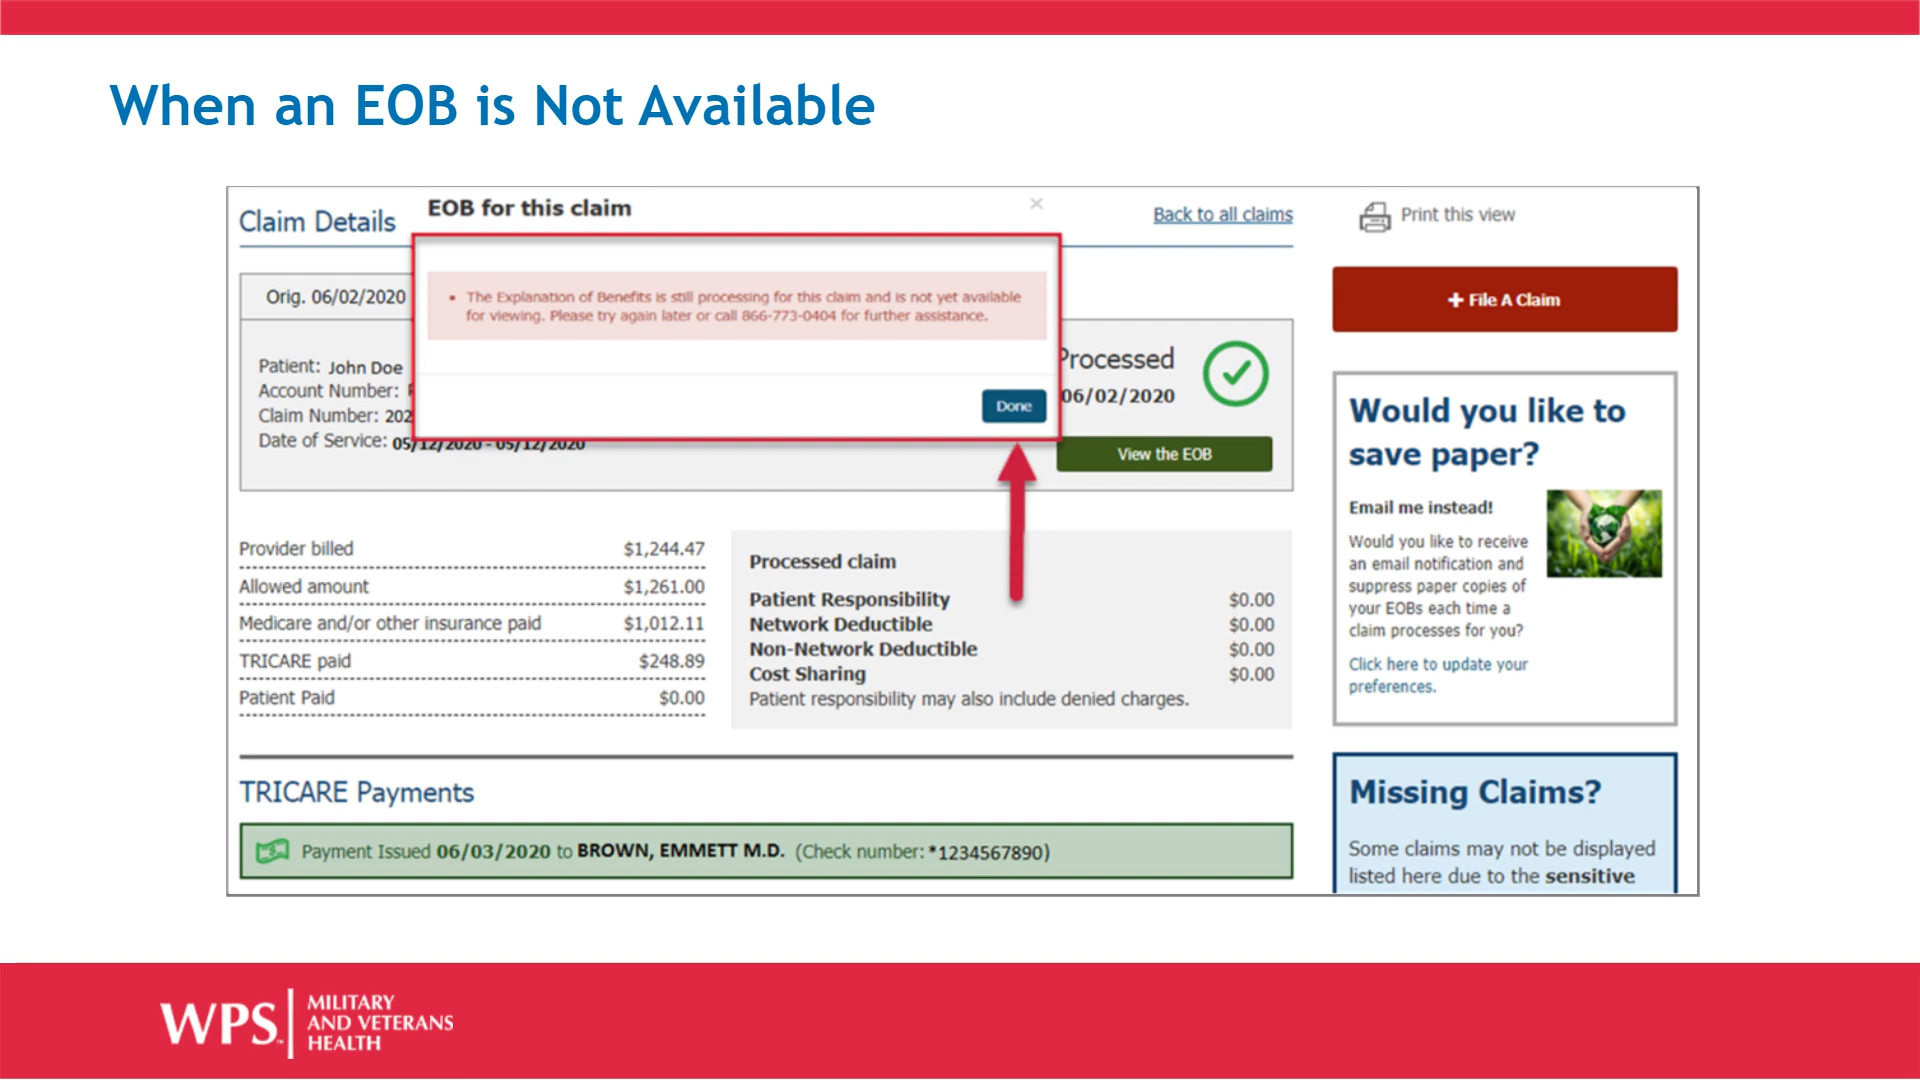 When an EOB is Not Available
Claim Details
EOB for this claim
×
Back to all claims
Print this view
Orig. 06/02/2020
• The Explanation of Benefits is still processing for this claim and is not yet available
for viewing. Please try again later or call 866-773-0404 for further assistance.
Done
+ File A Claim
Patient: John Doe
Account Number:
Claim Number: 202
Date of Service: 05/12/2020 - 05/12/2020
Processed
06/02/2020
View the EOB
Would you like to
save paper?
Email me instead!
Would you like to receive
an email notification and
suppress paper copies of
your EOBs each time a
claim processes for you?
Click here to update your
preferences.
Provider billed $1,244.47
Allowed amount $1,261.00
Medicare and/or other insurance paid $1,012.11
TRICARE paid $248.89
Patient Paid $0.00
Processed claim
Patient Responsibility $0.00
Network Deductible $0.00
Non-Network Deductible $0.00
Cost Sharing $0.00
Patient responsibility may also include denied charges.
TRICARE Payments
Payment Issued 06/03/2020 to BROWN, EMMETT M.D. (Check number: *1234567890)
Missing Claims?
Some claims may not be displayed
listed here due to the sensitive
WPS™
MILITARY
AND VETERANS
HEALTH